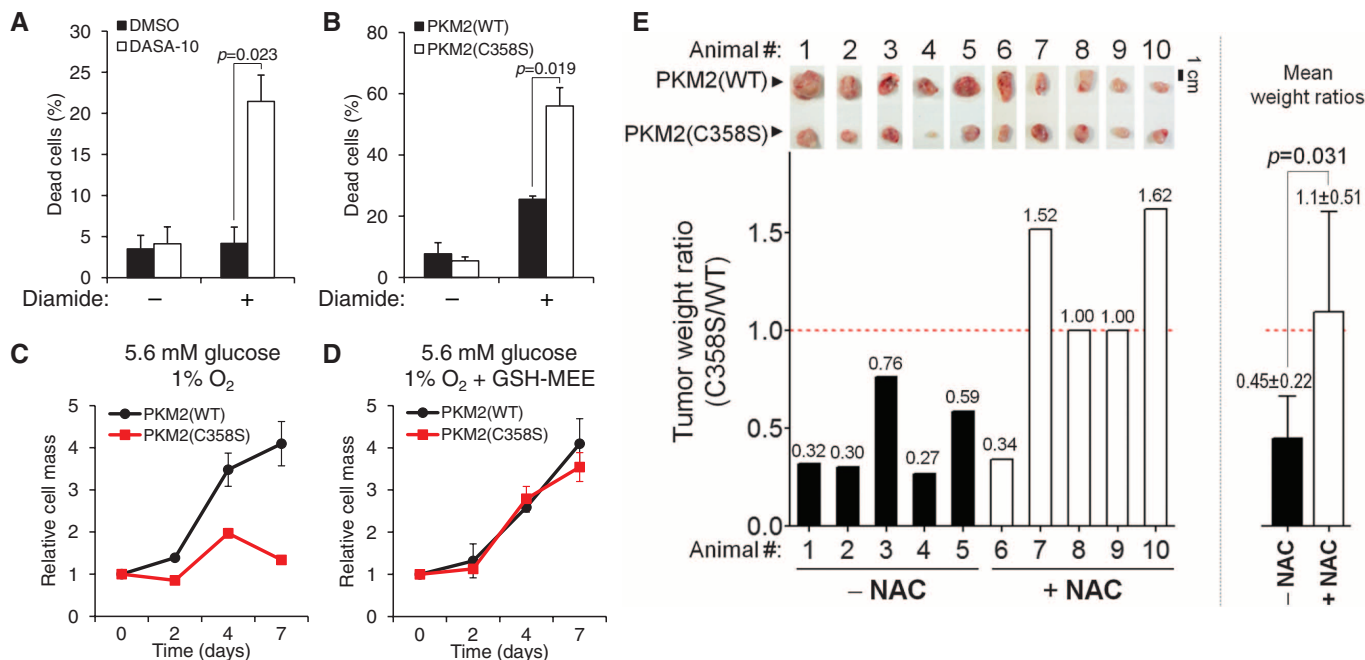 A
DMSO
DASA-10
p=0.023
Dead cells (%)
30
25
20
15
10
5
0
Diamide: – +
B
PKM2(WT)
PKM2(C358S)
p=0.019
Dead cells (%)
80
60
40
20
0
Diamide: – +
C
5.6 mM glucose
1% O2
PKM2(WT)
PKM2(C358S)
Relative cell mass
5
4
3
2
1
0
0 2 4 7
Time (days)
D
5.6 mM glucose
1% O2 + GSH-MEE
PKM2(WT)
PKM2(C358S)
Relative cell mass
5
4
3
2
1
0
0 2 4 7
Time (days)
E
Animal #: 1 2 3 4 5 6 7 8 9 10
PKM2(WT)
PKM2(C358S)
1 cm
Tumor weight ratio
(C358S/WT)
1.5
1.0
0.5
0.0
0.32
0.30
0.76
0.27
0.59
0.34
1.52
1.00
1.00
1.62
Animal #: 1 2 3 4 5 6 7 8 9 10
– NAC + NAC
Mean
weight ratios
p=0.031
1.1±0.51
0.45±0.22
– NAC
+ NAC